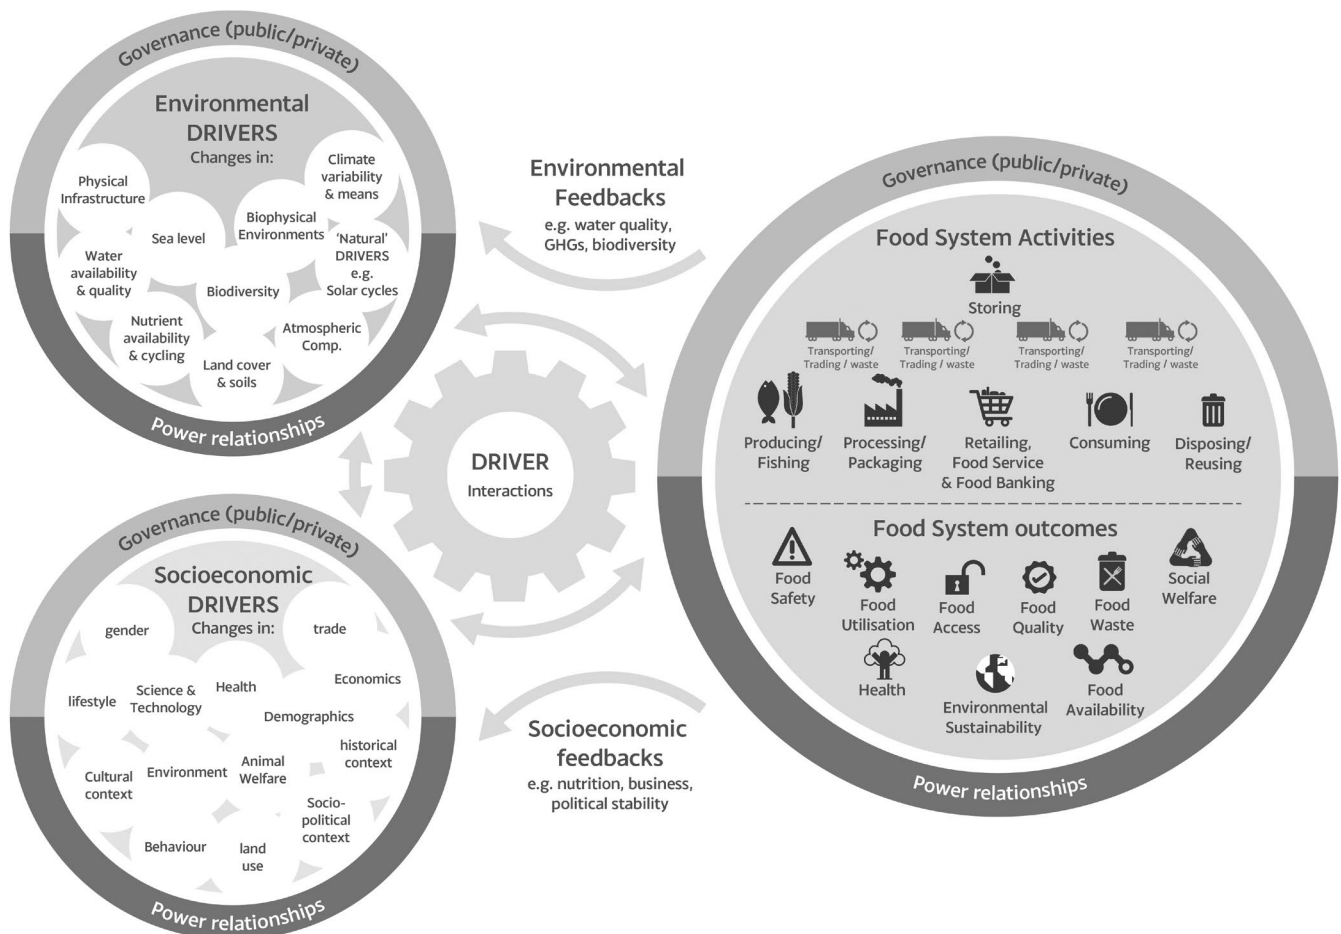 Governance (public/private)
Environmental
DRIVERS
Changes in:
Physical
Infrastructure
Climate
variability
& means
Sea level
Biophysical
Environments
Water
availability
& quality
Biodiversity
‘Natural’
DRIVERS
e.g.
Solar cycles
Nutrient
availability
& cycling
Land cover
& soils
Atmospheric
Comp.
Power relationships
Governance (public/private)
Socioeconomic
DRIVERS
Changes in:
gender
trade
lifestyle
Science &
Technology
Health
Economics
Demographics
Cultural
context
Environment
Animal
Welfare
historical
context
Behaviour
land
use
Socio-
political
context
Power relationships
Environmental
Feedbacks
e.g. water quality,
GHGs, biodiversity
DRIVER
Interactions
Socioeconomic
feedbacks
e.g. nutrition, business,
political stability
Governance (public/private)
Food System Activities
Storing
Transporting/
Trading / waste
Transporting/
Trading / waste
Transporting/
Trading / waste
Transporting/
Trading / waste
Producing/
Fishing
Processing/
Packaging
Retailing,
Food Service
& Food Banking
Consuming
Disposing/
Reusing
Food System outcomes
Food
Safety
Food
Utilisation
Food
Access
Food
Quality
Food
Waste
Social
Welfare
Health
Environmental
Sustainability
Food
Availability
Power relationships